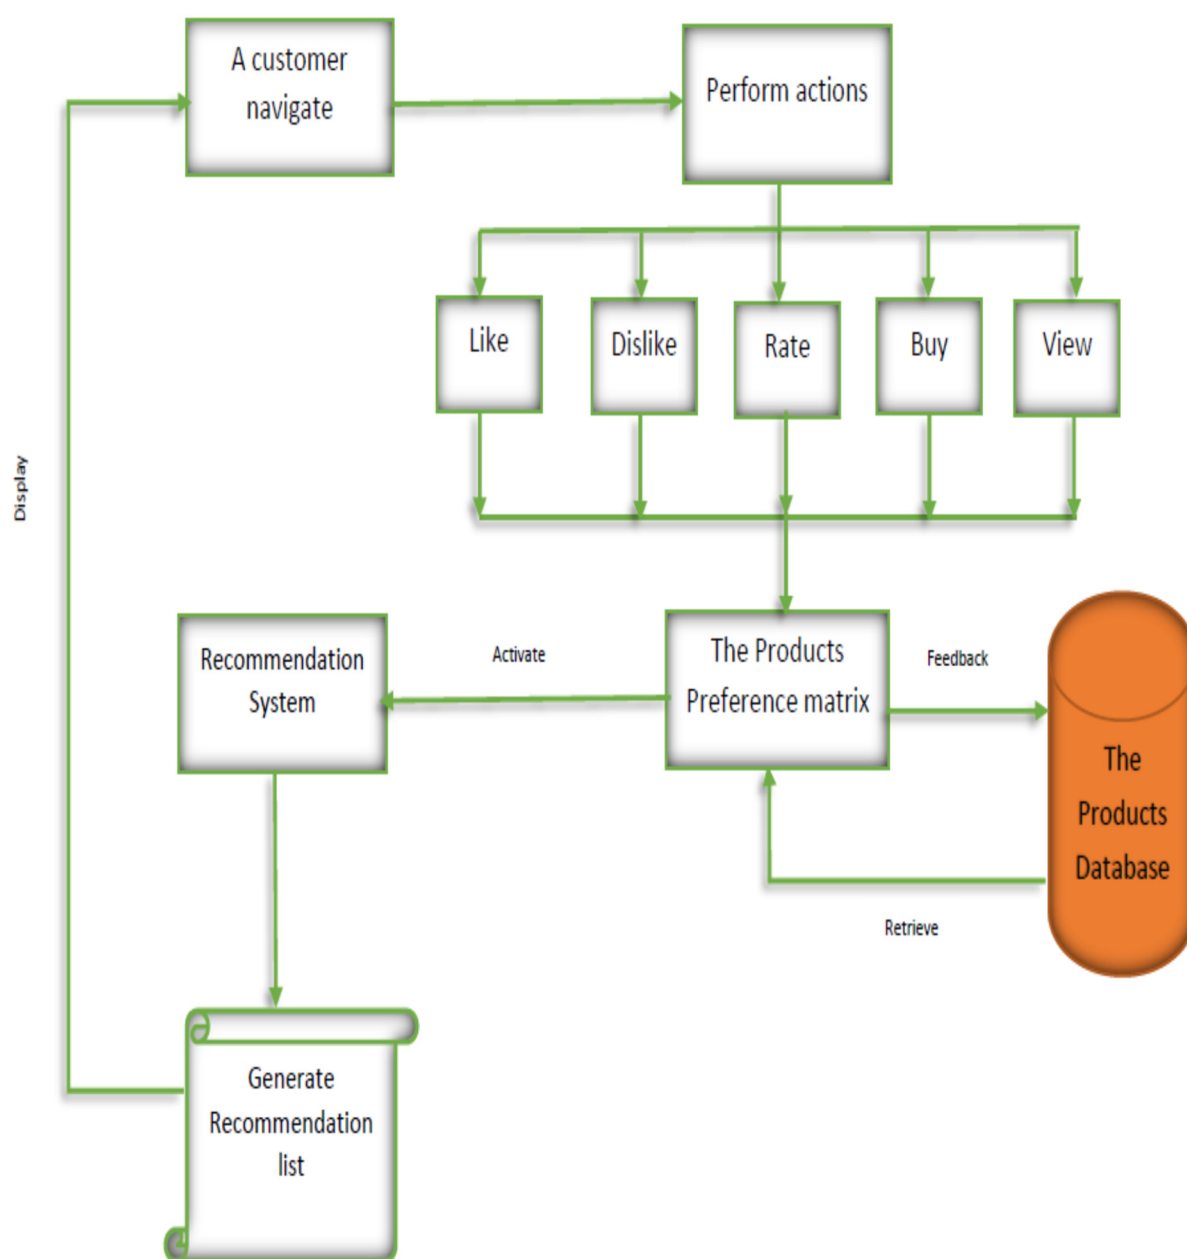 A customer
navigate
Perform actions
Like
Dislike
Rate
Buy
View
Display
Recommendation
System
Activate
The Products
Preference matrix
Feedback
The
Products
Database
Retrieve
Generate
Recommendation
list